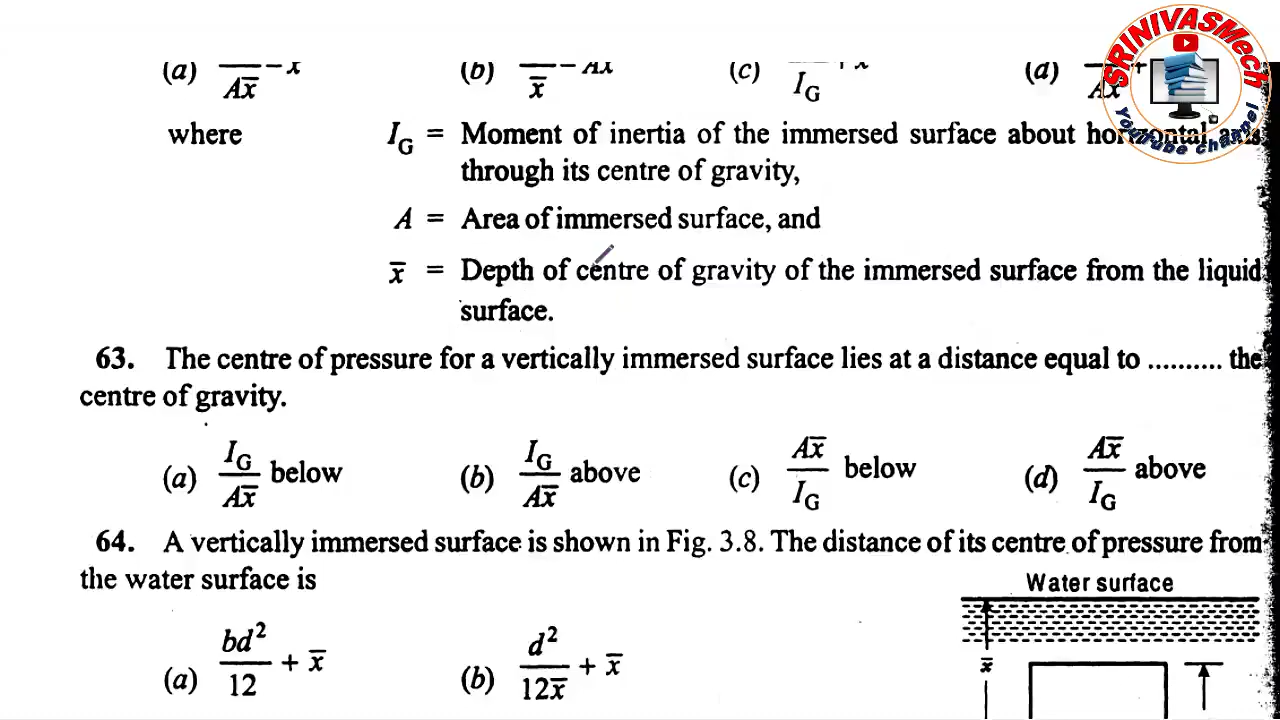 (a) Ax̄ – x̄ (b) x̄ – Ax̄ (c) I_G + x̄ (d) Ax̄ +
where I_G = Moment of inertia of the immersed surface about horizontal axis
through its centre of gravity,
A = Area of immersed surface, and
x̄ = Depth of centre of gravity of the immersed surface from the liquid
surface.
63. The centre of pressure for a vertically immersed surface lies at a distance equal to .......... the
centre of gravity.
(a) I_G/Ax̄ below (b) I_G/Ax̄ above (c) Ax̄/I_G below (d) Ax̄/I_G above
64. A vertically immersed surface is shown in Fig. 3.8. The distance of its centre of pressure from
the water surface is
Water surface
(a) bd²/12 + x̄ (b) d²/12x̄ + x̄
x̄
SRINIVASMech
YouTube channel